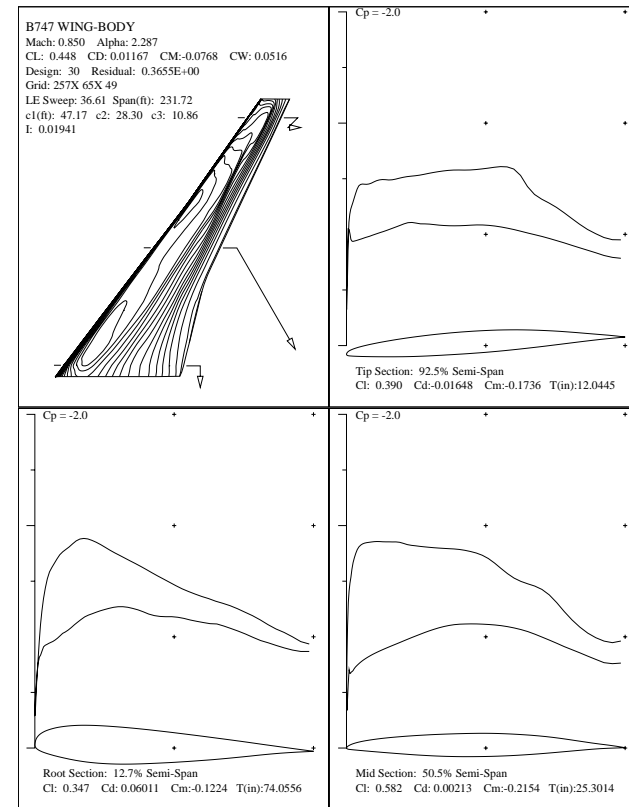 B747 WING-BODY
Mach: 0.850 Alpha: 2.287
CL: 0.448 CD: 0.01167 CM:-0.0768 CW: 0.0516
Design: 30 Residual: 0.3655E+00
Grid: 257X 65X 49
LE Sweep: 36.61 Span(ft): 231.72
c1(ft): 47.17 c2: 28.30 c3: 10.86
I: 0.01941
Cp = -2.0
Tip Section: 92.5% Semi-Span
Cl: 0.390 Cd:-0.01648 Cm:-0.1736 T(in):12.0445
Cp = -2.0
Root Section: 12.7% Semi-Span
Cl: 0.347 Cd: 0.06011 Cm:-0.1224 T(in):74.0556
Cp = -2.0
Mid Section: 50.5% Semi-Span
Cl: 0.582 Cd: 0.00213 Cm:-0.2154 T(in):25.3014